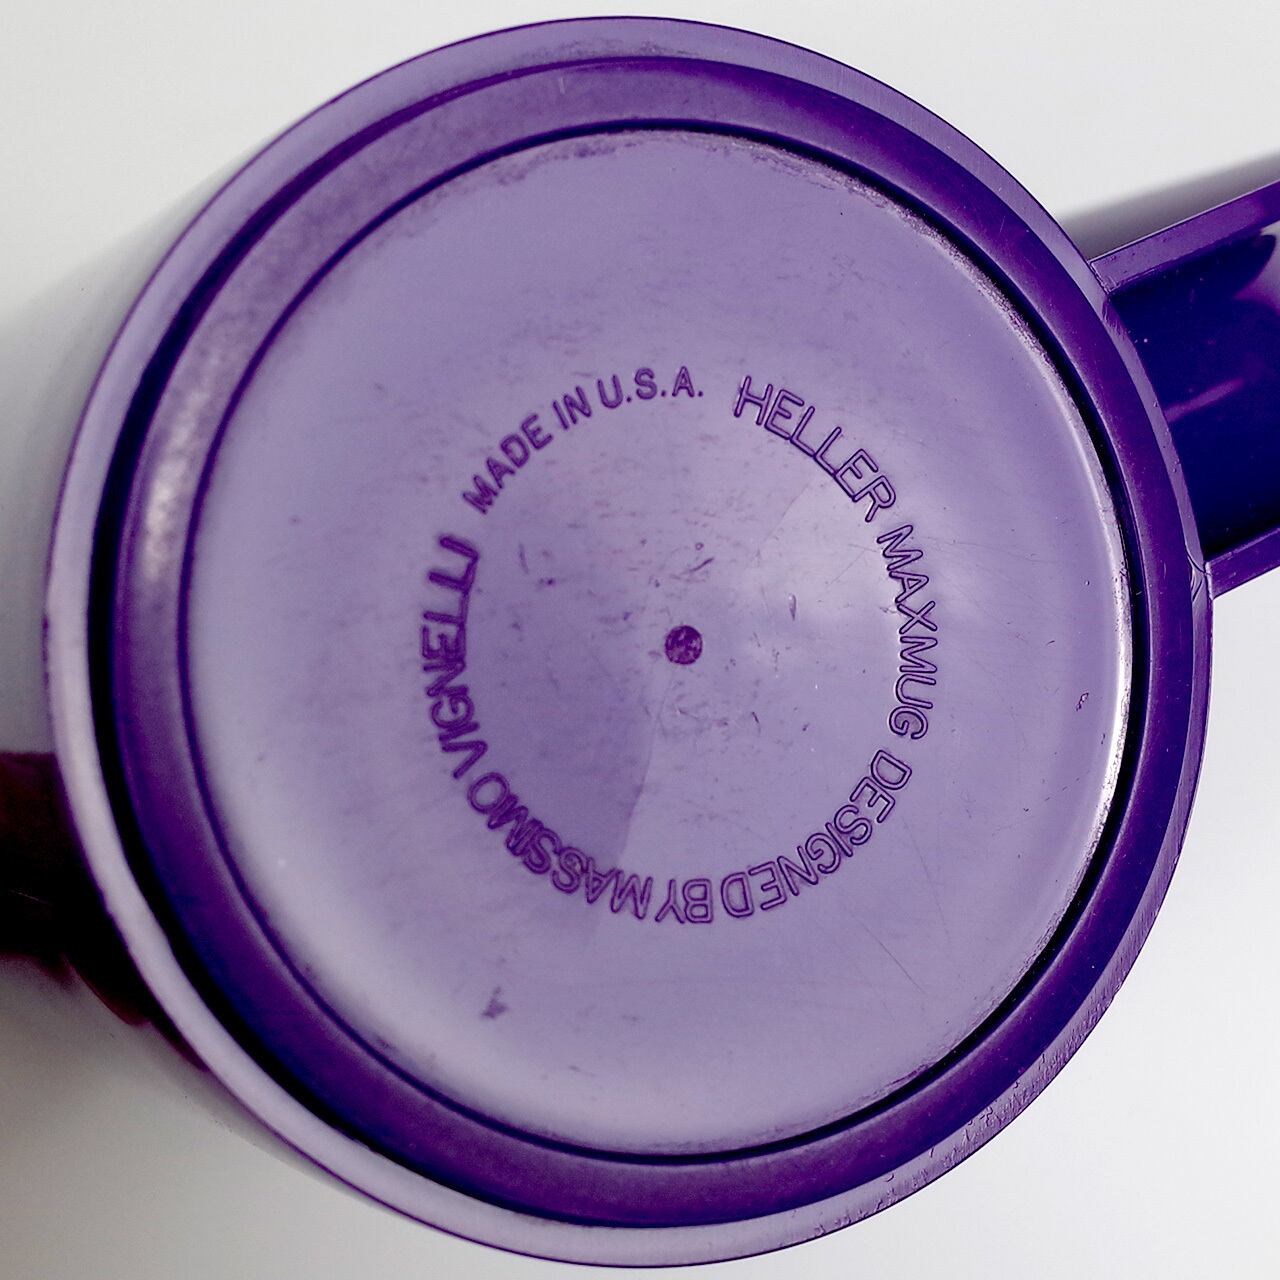 HELLER MAXMUG DESIGNED BY MASSIMO VIGNELLI MADE IN U.S.A.